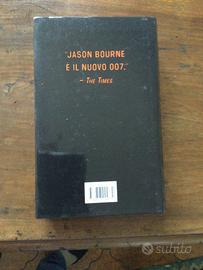 "JASON BOURNE
È IL NUOVO 007."
– THE TIMES
subito